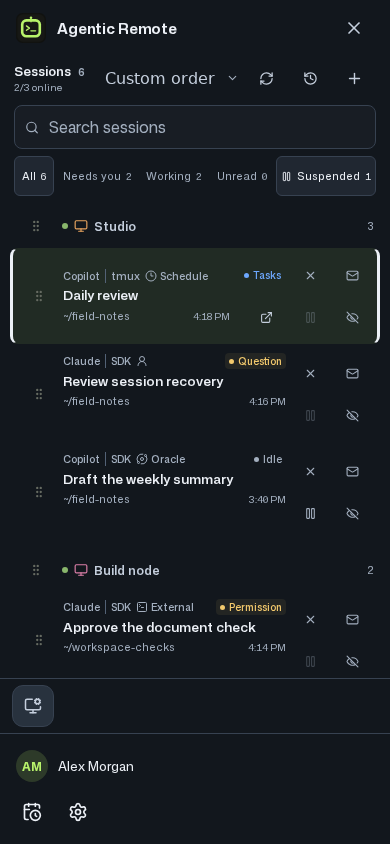 Agentic Remote
Sessions 6
2/3 online
Custom order
Search sessions
All 6
Needs you 2
Working 2
Unread 0
Suspended 1
Studio
3
Copilot | tmux Schedule
Tasks
Daily review
~/field-notes
4:18 PM
Claude | SDK
Question
Review session recovery
~/field-notes
4:16 PM
Copilot | SDK Oracle
Idle
Draft the weekly summary
~/field-notes
3:40 PM
Build node
2
Claude | SDK External
Permission
Approve the document check
~/workspace-checks
4:14 PM
AM
Alex Morgan